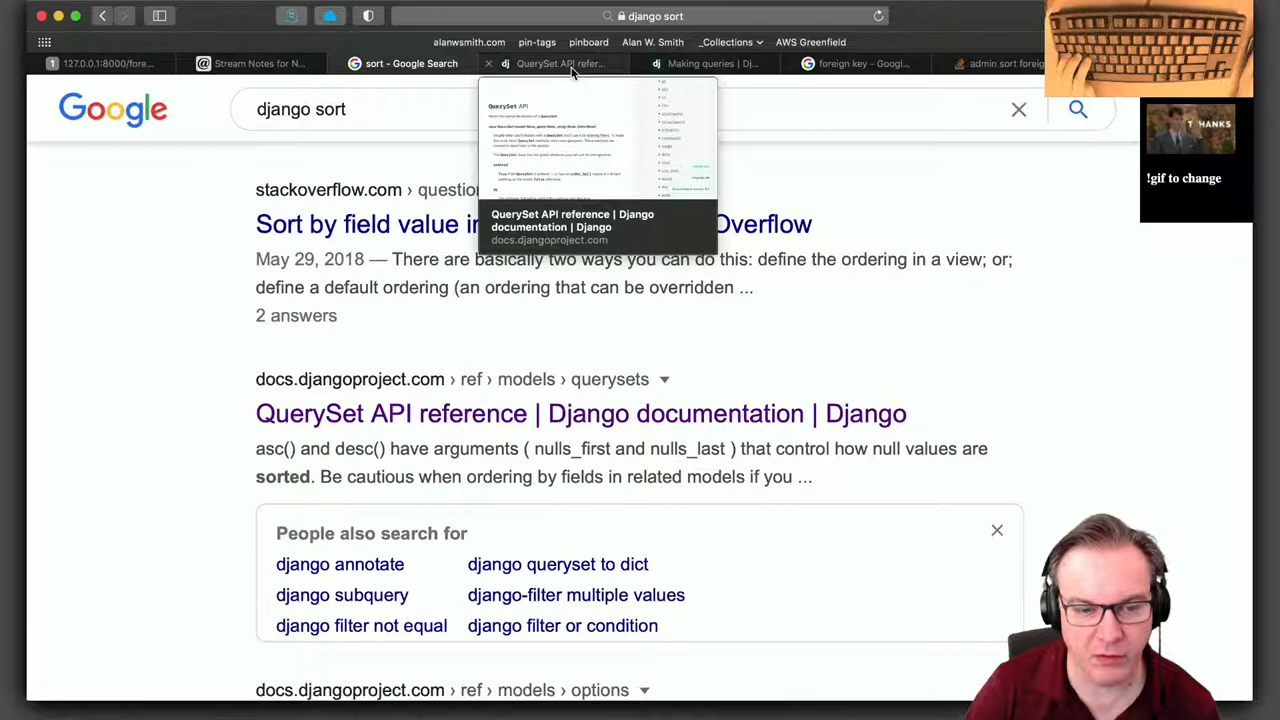 django sort
alanwsmith.com pin-tags pinboard Alan W. Smith _Collections AWS Greenfield
1 127.0.0.1:8000/fore... Stream Notes for N... sort - Google Search QuerySet API refer... Making queries | Dj... foreign key - Googl... admin sort foreig
Google django sort
THANKS
!gif to change
QuerySet API
QuerySet API reference | Django
documentation | Django
docs.djangoproject.com
stackoverflow.com › question
Sort by field value in Overflow
May 29, 2018 — There are basically two ways you can do this: define the ordering in a view; or;
define a default ordering (an ordering that can be overridden ...
2 answers
docs.djangoproject.com › ref › models › querysets
QuerySet API reference | Django documentation | Django
asc() and desc() have arguments ( nulls_first and nulls_last ) that control how null values are
sorted. Be cautious when ordering by fields in related models if you ...
People also search for
django annotate django queryset to dict
django subquery django-filter multiple values
django filter not equal django filter or condition
docs.djangoproject.com › ref › models › options